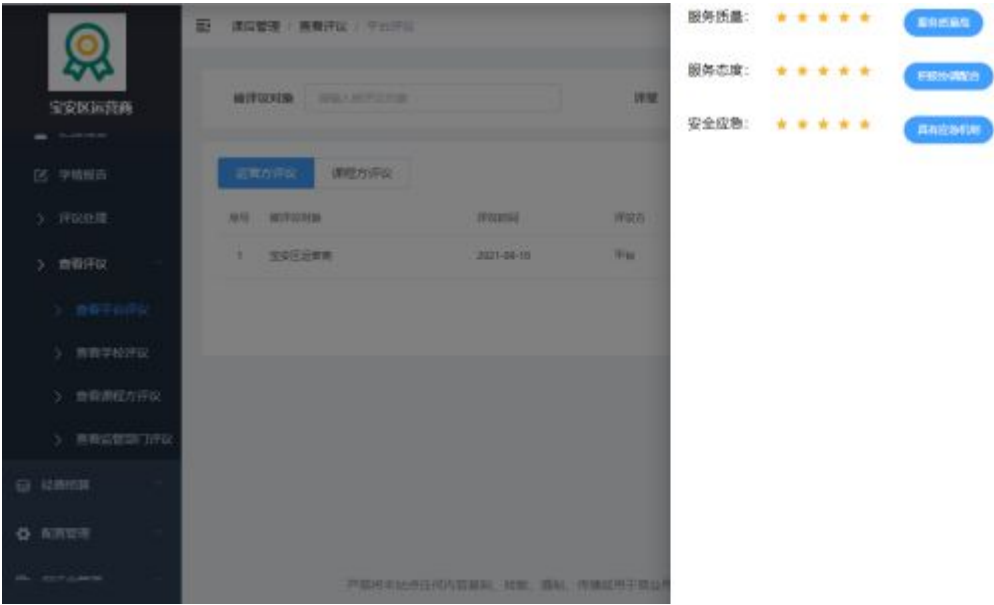 宝安区运营商
学情报告
评议处理
查看评议
查看平台评议
查看学校评议
查看课程方评议
查看监管部门评议
经费结算
配置管理
课后管理 / 查看评议 / 平台评议
被评议对象 请输入被评议对象
运营方评议 课程方评议
序号 被评议对象 评议时间 评议方
1 宝安区运营商 2021-08-10 平台
服务质量： 服务质量高
服务态度： 积极协调配合
安全应急： 具有应急机制